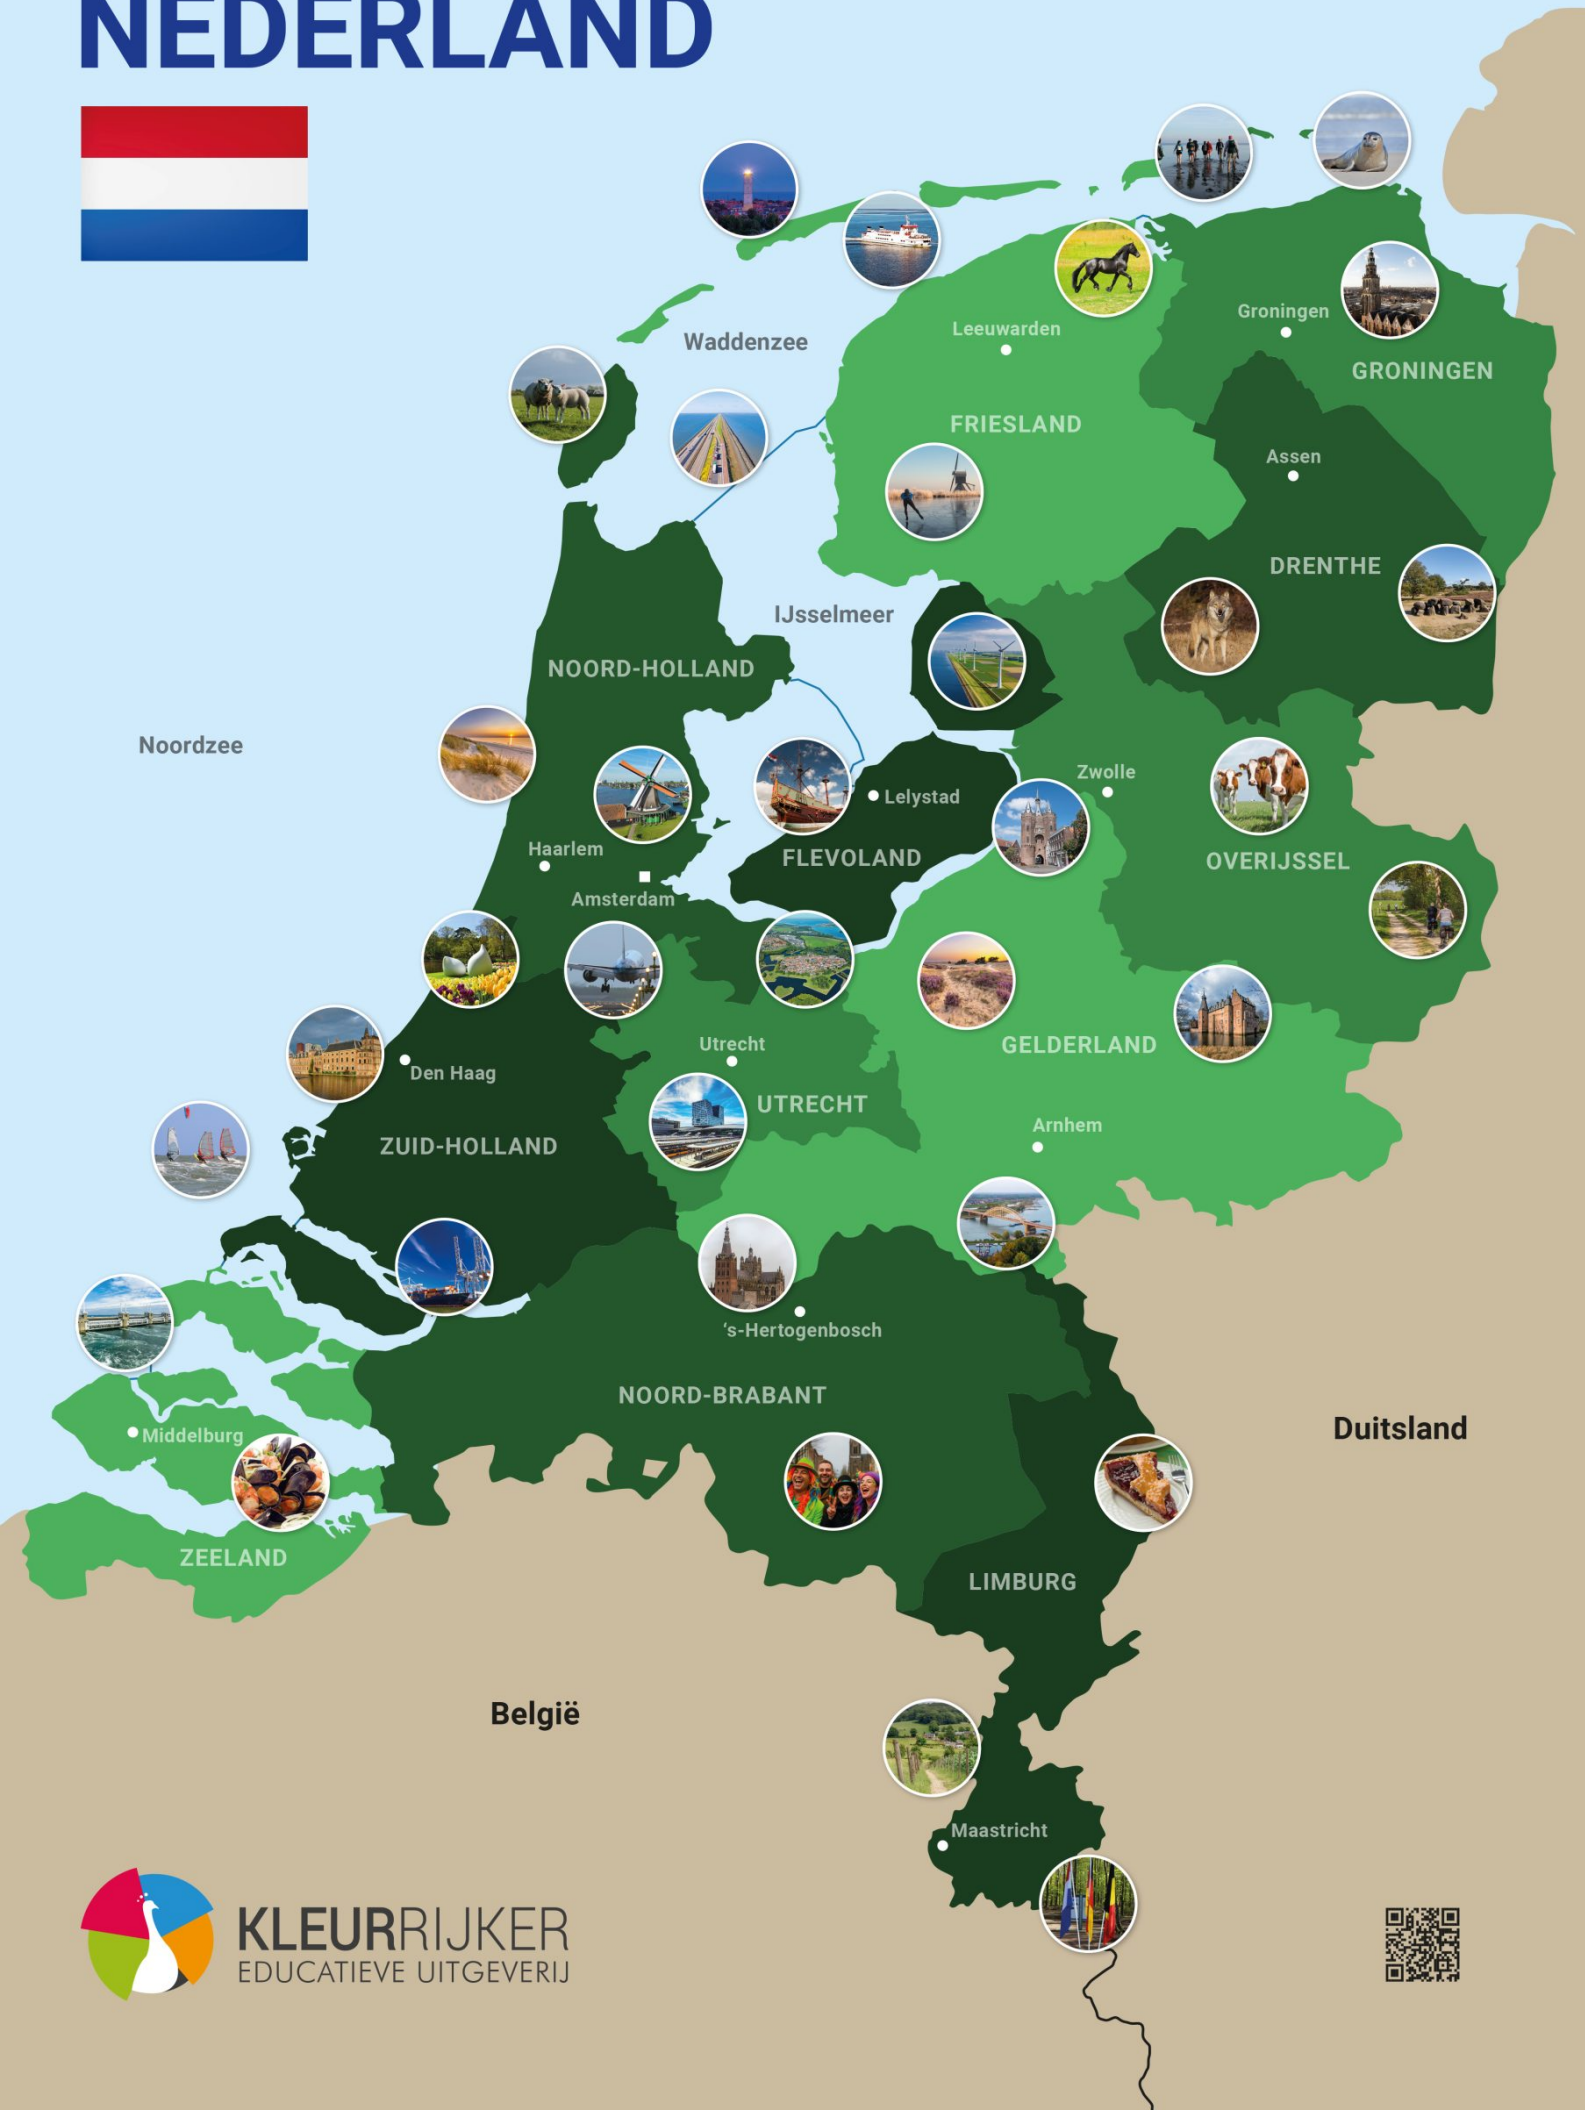 NEDERLAND
Groningen
Leeuwarden
Waddenzee
GRONINGEN
FRIESLAND
Assen
DRENTHE
IJsselmeer
NOORD-HOLLAND
Noordzee
Zwolle
Lelystad
Haarlem
FLEVOLAND
OVERIJSSEL
Amsterdam
Utrecht
GELDERLAND
Den Haag
UTRECHT
Arnhem
ZUID-HOLLAND
‘s-Hertogenbosch
NOORD-BRABANT
Duitsland
Middelburg
ZEELAND
LIMBURG
België
Maastricht
KLEURRIJKER
EDUCATIEVE UITGEVERIJ